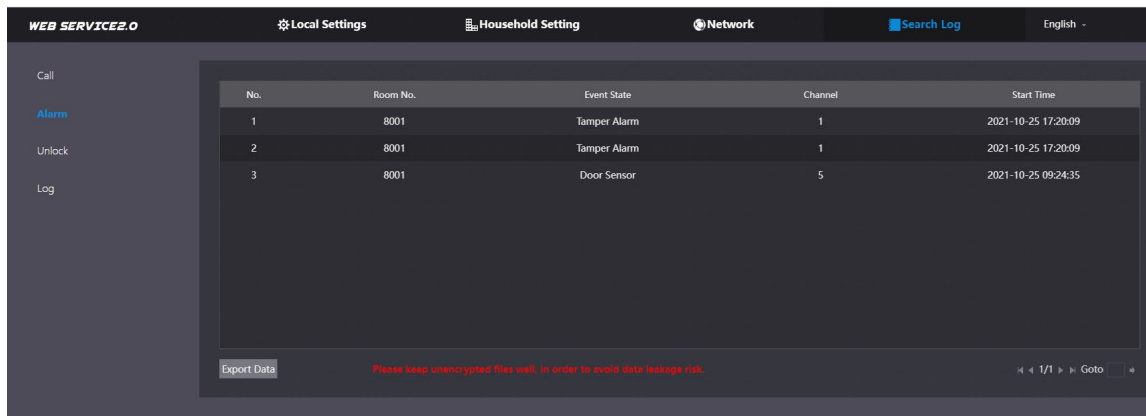 WEB SERVICE2.0 Local Settings Household Setting Network Search Log English
Call
Alarm
Unlock
Log
No. Room No. Event State Channel Start Time
1 8001 Tamper Alarm 1 2021-10-25 17:20:09
2 8001 Tamper Alarm 1 2021-10-25 17:20:09
3 8001 Door Sensor 5 2021-10-25 09:24:35
Export Data Please keep unencrypted files well, in order to avoid data leakage risk. 1/1 Goto